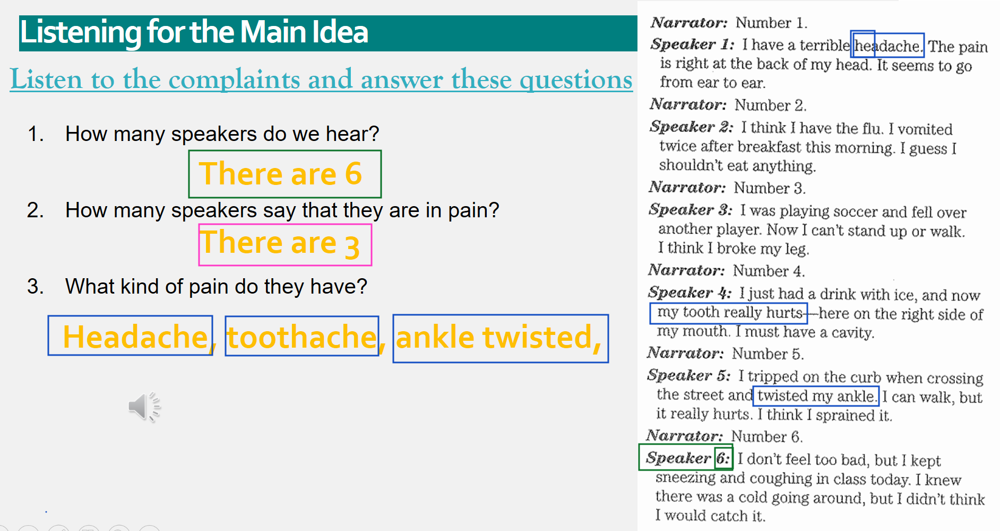 Listening for the Main Idea
Listen to the complaints and answer these questions
1. How many speakers do we hear?
There are 6
2. How many speakers say that they are in pain?
There are 3
3. What kind of pain do they have?
Headache, toothache, ankle twisted,
Narrator: Number 1.
Speaker 1: I have a terrible headache. The pain
is right at the back of my head. It seems to go
from ear to ear.
Narrator: Number 2.
Speaker 2: I think I have the flu. I vomited
twice after breakfast this morning. I guess I
shouldn't eat anything.
Narrator: Number 3.
Speaker 3: I was playing soccer and fell over
another player. Now I can't stand up or walk.
I think I broke my leg.
Narrator: Number 4.
Speaker 4: I just had a drink with ice, and now
my tooth really hurts—here on the right side of
my mouth. I must have a cavity.
Narrator: Number 5.
Speaker 5: I tripped on the curb when crossing
the street and twisted my ankle. I can walk, but
it really hurts. I think I sprained it.
Narrator: Number 6.
Speaker 6: I don't feel too bad, but I kept
sneezing and coughing in class today. I knew
there was a cold going around, but I didn't think
I would catch it.